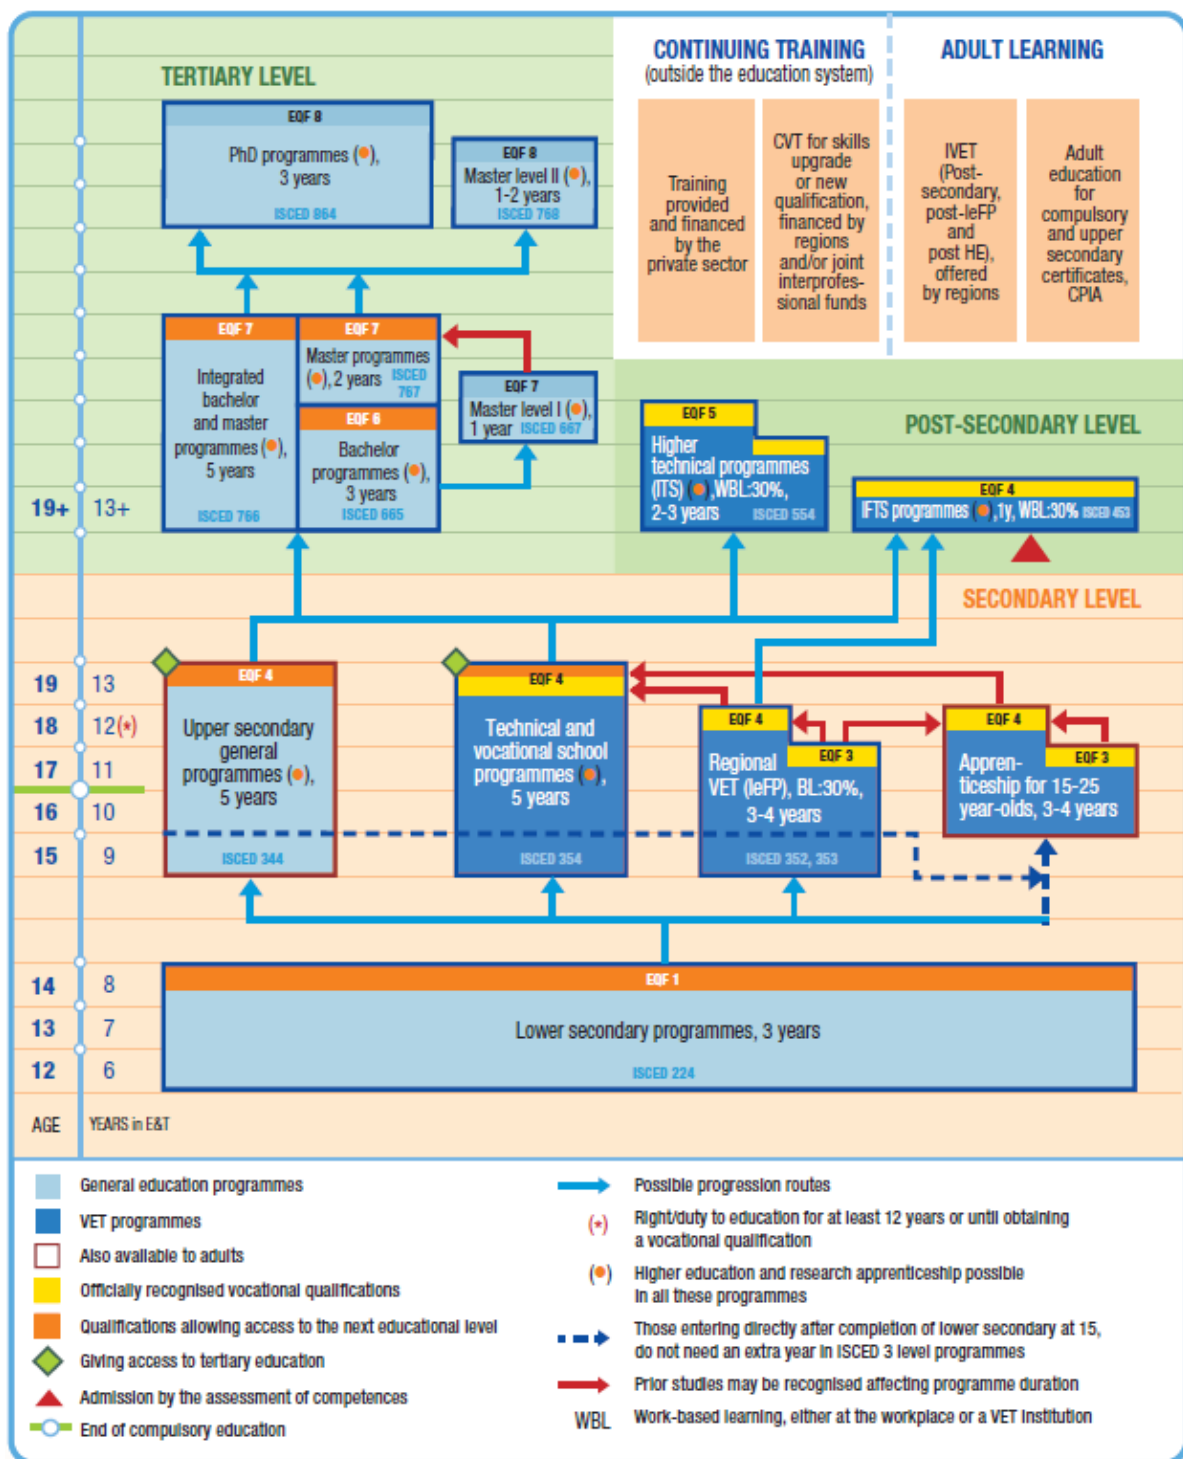 TERTIARY LEVEL
EQF 8
PhD programmes (●),
3 years
ISCED 864
EQF 8
Master level II (●),
1-2 years
ISCED 768
CONTINUING TRAINING
(outside the education system)
Training
provided
and financed
by the
private sector
CVT for skills
upgrade
or new
qualification,
financed by
regions
and/or joint
interprofes-
sional funds
ADULT LEARNING
IVET
(Post-
secondary,
post-IeFP
and
post HE),
offered
by regions
Adult
education
for
compulsory
and upper
secondary
certificates,
CPIA
EQF 7
Integrated
bachelor
and master
programmes (●),
5 years
ISCED 766
EQF 7
Master programmes
(●), 2 years ISCED
767
EQF 6
Bachelor
programmes (●),
3 years
ISCED 665
EQF 7
Master level I (●),
1 year ISCED 667
POST-SECONDARY LEVEL
EQF 5
Higher
technical programmes
(ITS) (●),WBL:30%,
2-3 years ISCED 554
EQF 4
IFTS programmes (●),1y, WBL:30% ISCED 453
19+ 13+
SECONDARY LEVEL
19 13
18 12(*)
17 11
16 10
15 9
EQF 4
Upper secondary
general
programmes (●),
5 years
ISCED 344
EQF 4
Technical and
vocational school
programmes (●),
5 years
ISCED 354
EQF 4
EQF 3
Regional
VET (IeFP), BL:30%,
3-4 years
ISCED 352, 353
EQF 4
EQF 3
Appren-
ticeship for 15-25
year-olds, 3-4 years
14 8
13 7
12 6
EQF 1
Lower secondary programmes, 3 years
ISCED 224
AGE YEARS in E&T
General education programmes
VET programmes
Also available to adults
Officially recognised vocational qualifications
Qualifications allowing access to the next educational level
Giving access to tertiary education
Admission by the assessment of competences
End of compulsory education
Possible progression routes
(*) Right/duty to education for at least 12 years or until obtaining
a vocational qualification
(●) Higher education and research apprenticeship possible
in all these programmes
Those entering directly after completion of lower secondary at 15,
do not need an extra year in ISCED 3 level programmes
Prior studies may be recognised affecting programme duration
WBL Work-based learning, either at the workplace or a VET institution